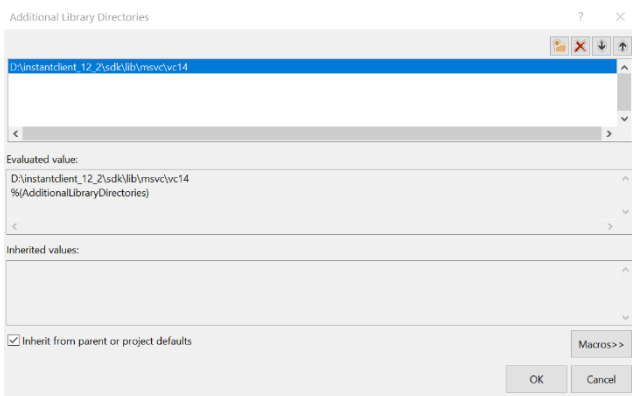 Additional Library Directories
D:\instantclient_12_2\sdk\lib\msvc\vc14
Evaluated value:
D:\instantclient_12_2\sdk\lib\msvc\vc14
%(AdditionalLibraryDirectories)
Inherited values:
Inherit from parent or project defaults
Macros>>
OK
Cancel